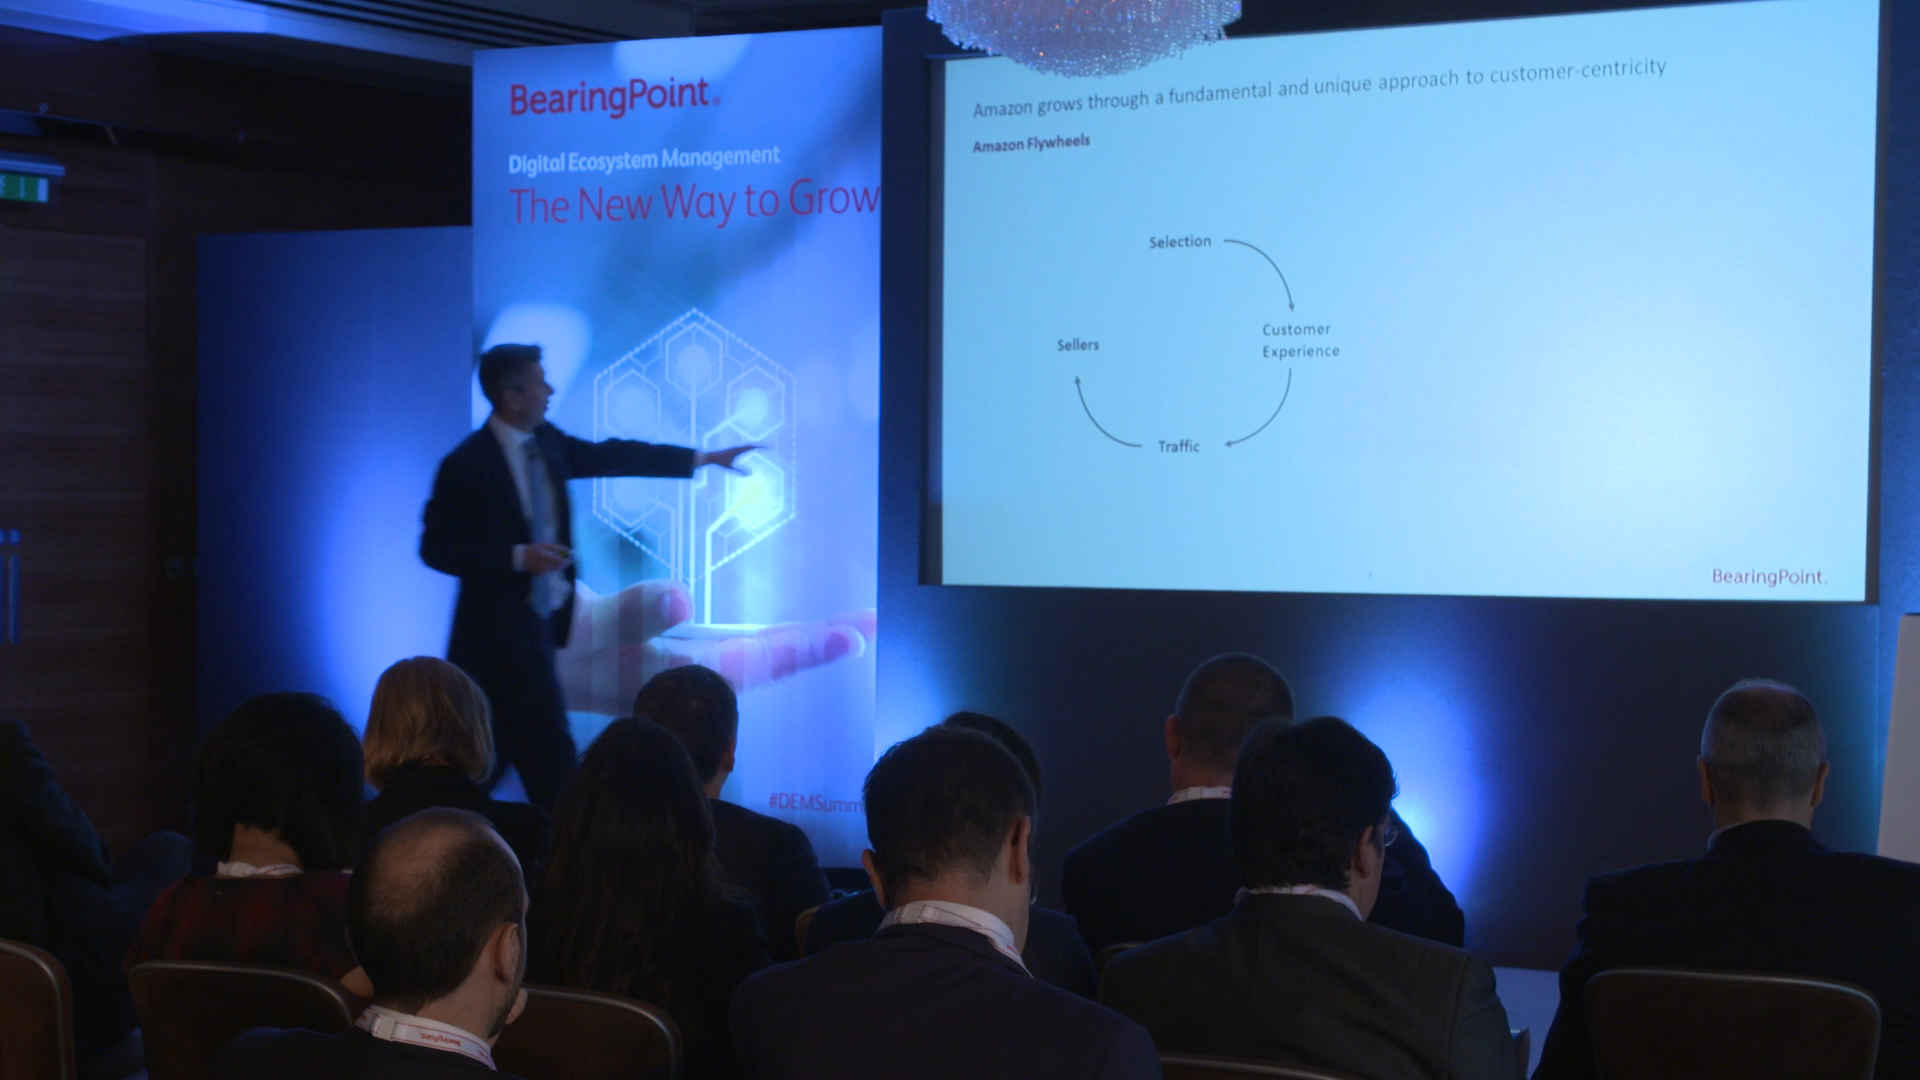 BearingPoint.
Digital Ecosystem Management
The New Way to Grow
#DEMSumm
Amazon grows through a fundamental and unique approach to customer-centricity
Amazon Flywheels
Selection
Customer
Experience
Sellers
Traffic
BearingPoint.